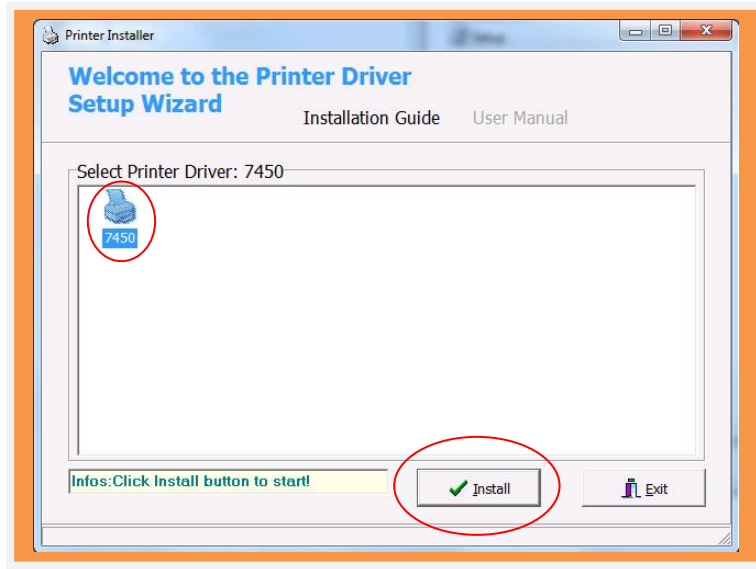 Printer Installer
Welcome to the Printer Driver
Setup Wizard
Installation Guide
User Manual
Select Printer Driver: 7450
7450
Infos:Click Install button to start!
Install
Exit